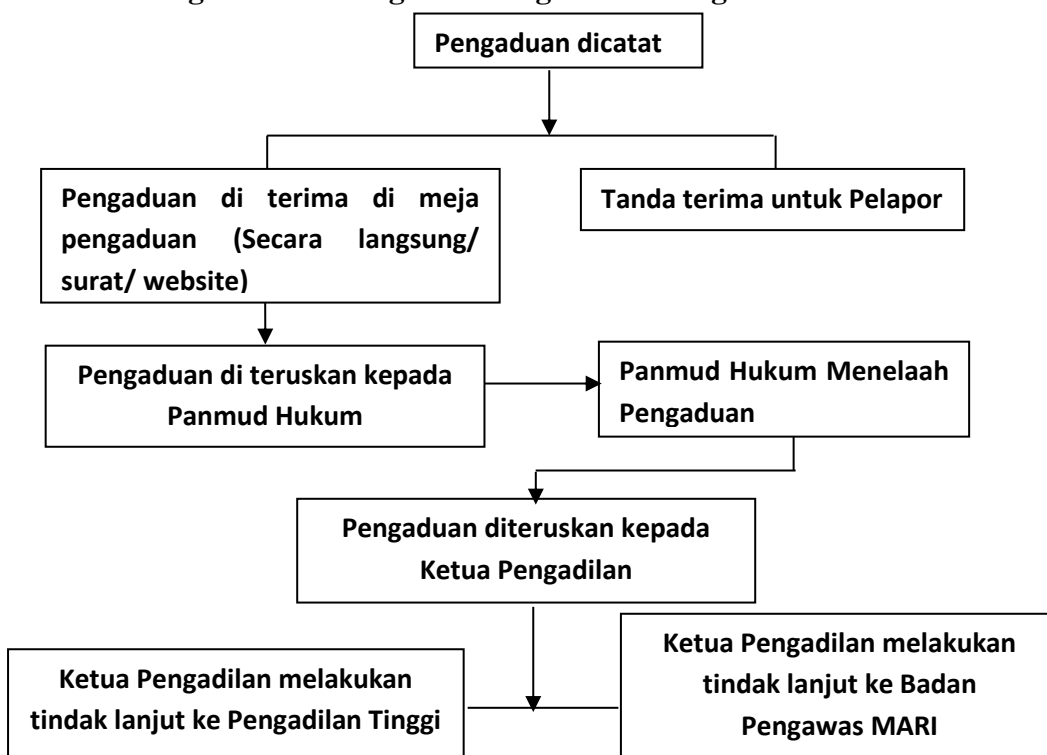 Pengaduan dicatat
Pengaduan di terima di meja
pengaduan (Secara langsung/
surat/ website)
Tanda terima untuk Pelapor
Pengaduan di teruskan kepada
Panmud Hukum
Panmud Hukum Menelaah
Pengaduan
Pengaduan diteruskan kepada
Ketua Pengadilan
Ketua Pengadilan melakukan
tindak lanjut ke Pengadilan Tinggi
Ketua Pengadilan melakukan
tindak lanjut ke Badan
Pengawas MARI